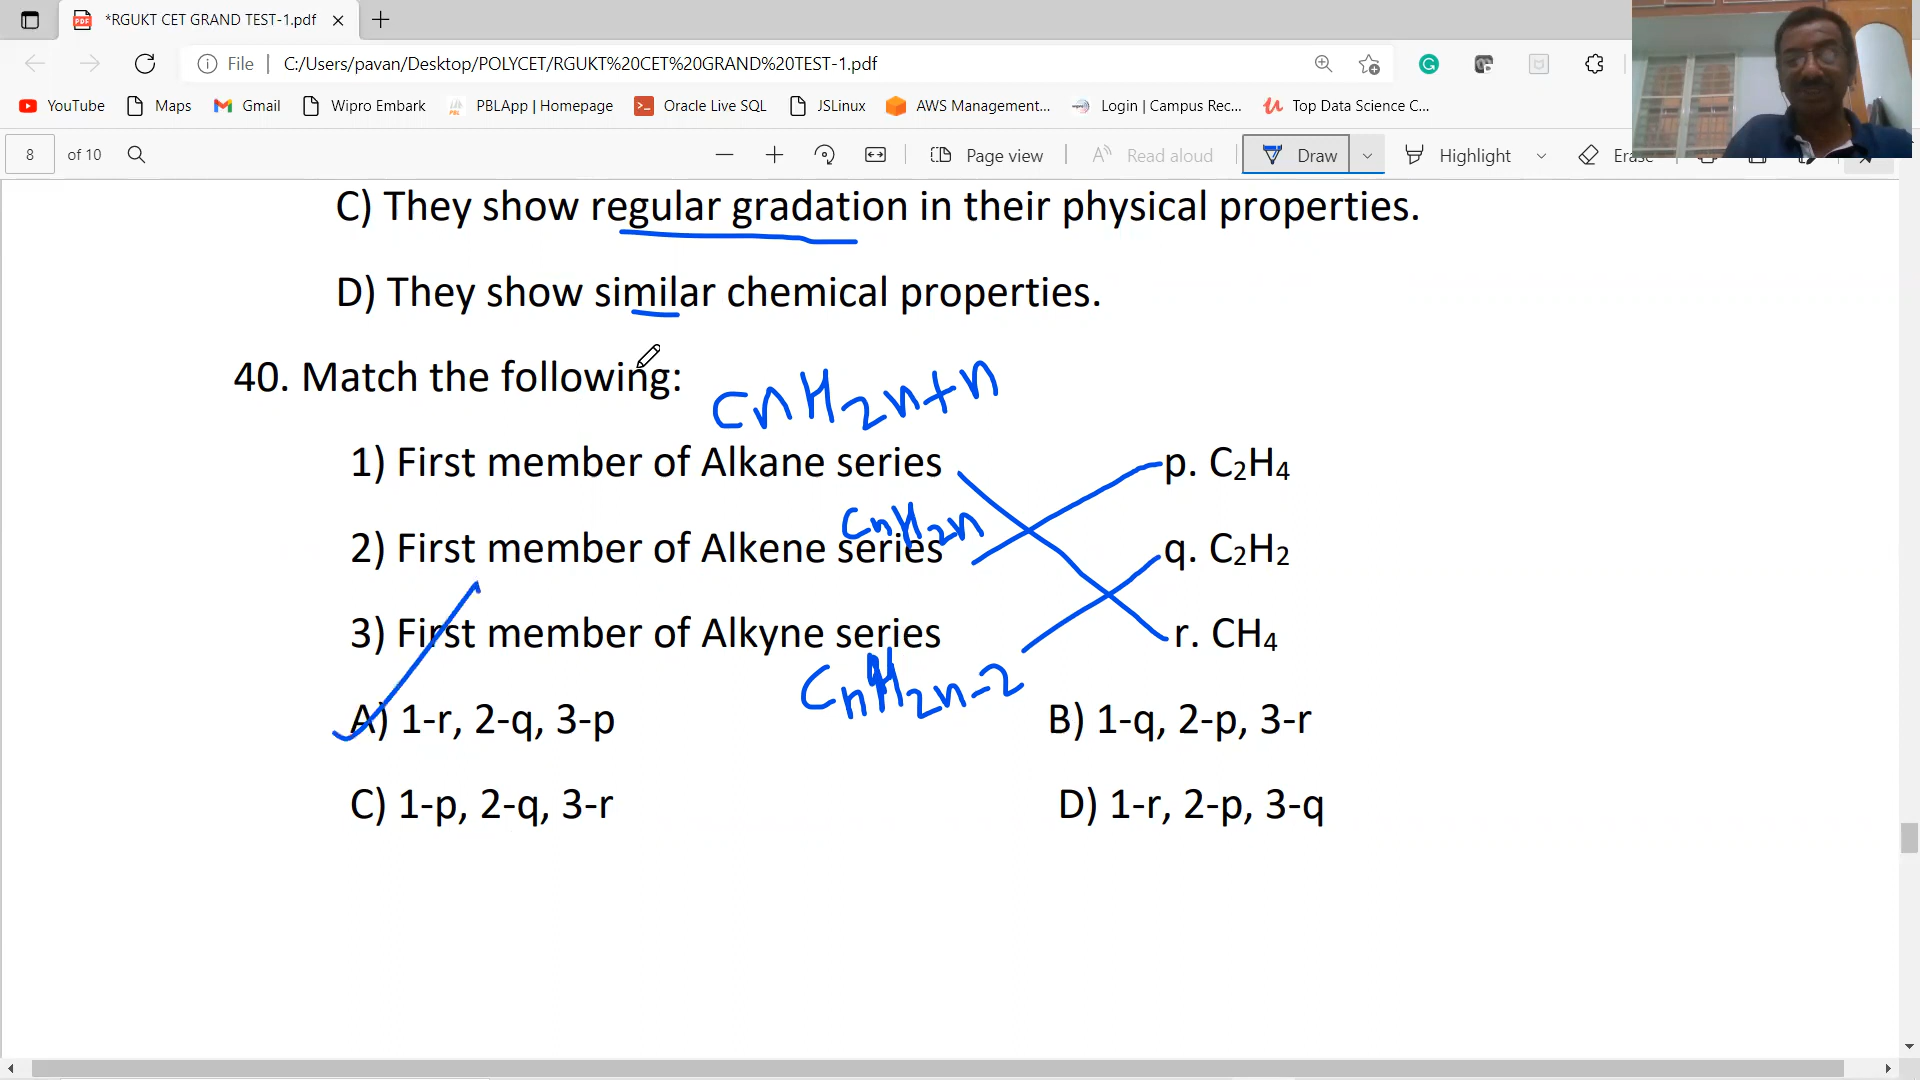 *RGUKT CET GRAND TEST-1.pdf
File C:/Users/pavan/Desktop/POLYCET/RGUKT%20CET%20GRAND%20TEST-1.pdf
YouTube Maps Gmail Wipro Embark PBLApp | Homepage Oracle Live SQL JSLinux AWS Management... Login | Campus Rec... Top Data Science C...
8 of 10 Page view Read aloud Draw Highlight
C) They show regular gradation in their physical properties.
D) They show similar chemical properties.
40. Match the following:
CnH2n+n
1) First member of Alkane series p. C₂H₄
CnH2n
2) First member of Alkene series q. C₂H₂
3) First member of Alkyne series r. CH₄
CnH2n-2
A) 1-r, 2-q, 3-p B) 1-q, 2-p, 3-r
C) 1-p, 2-q, 3-r D) 1-r, 2-p, 3-q